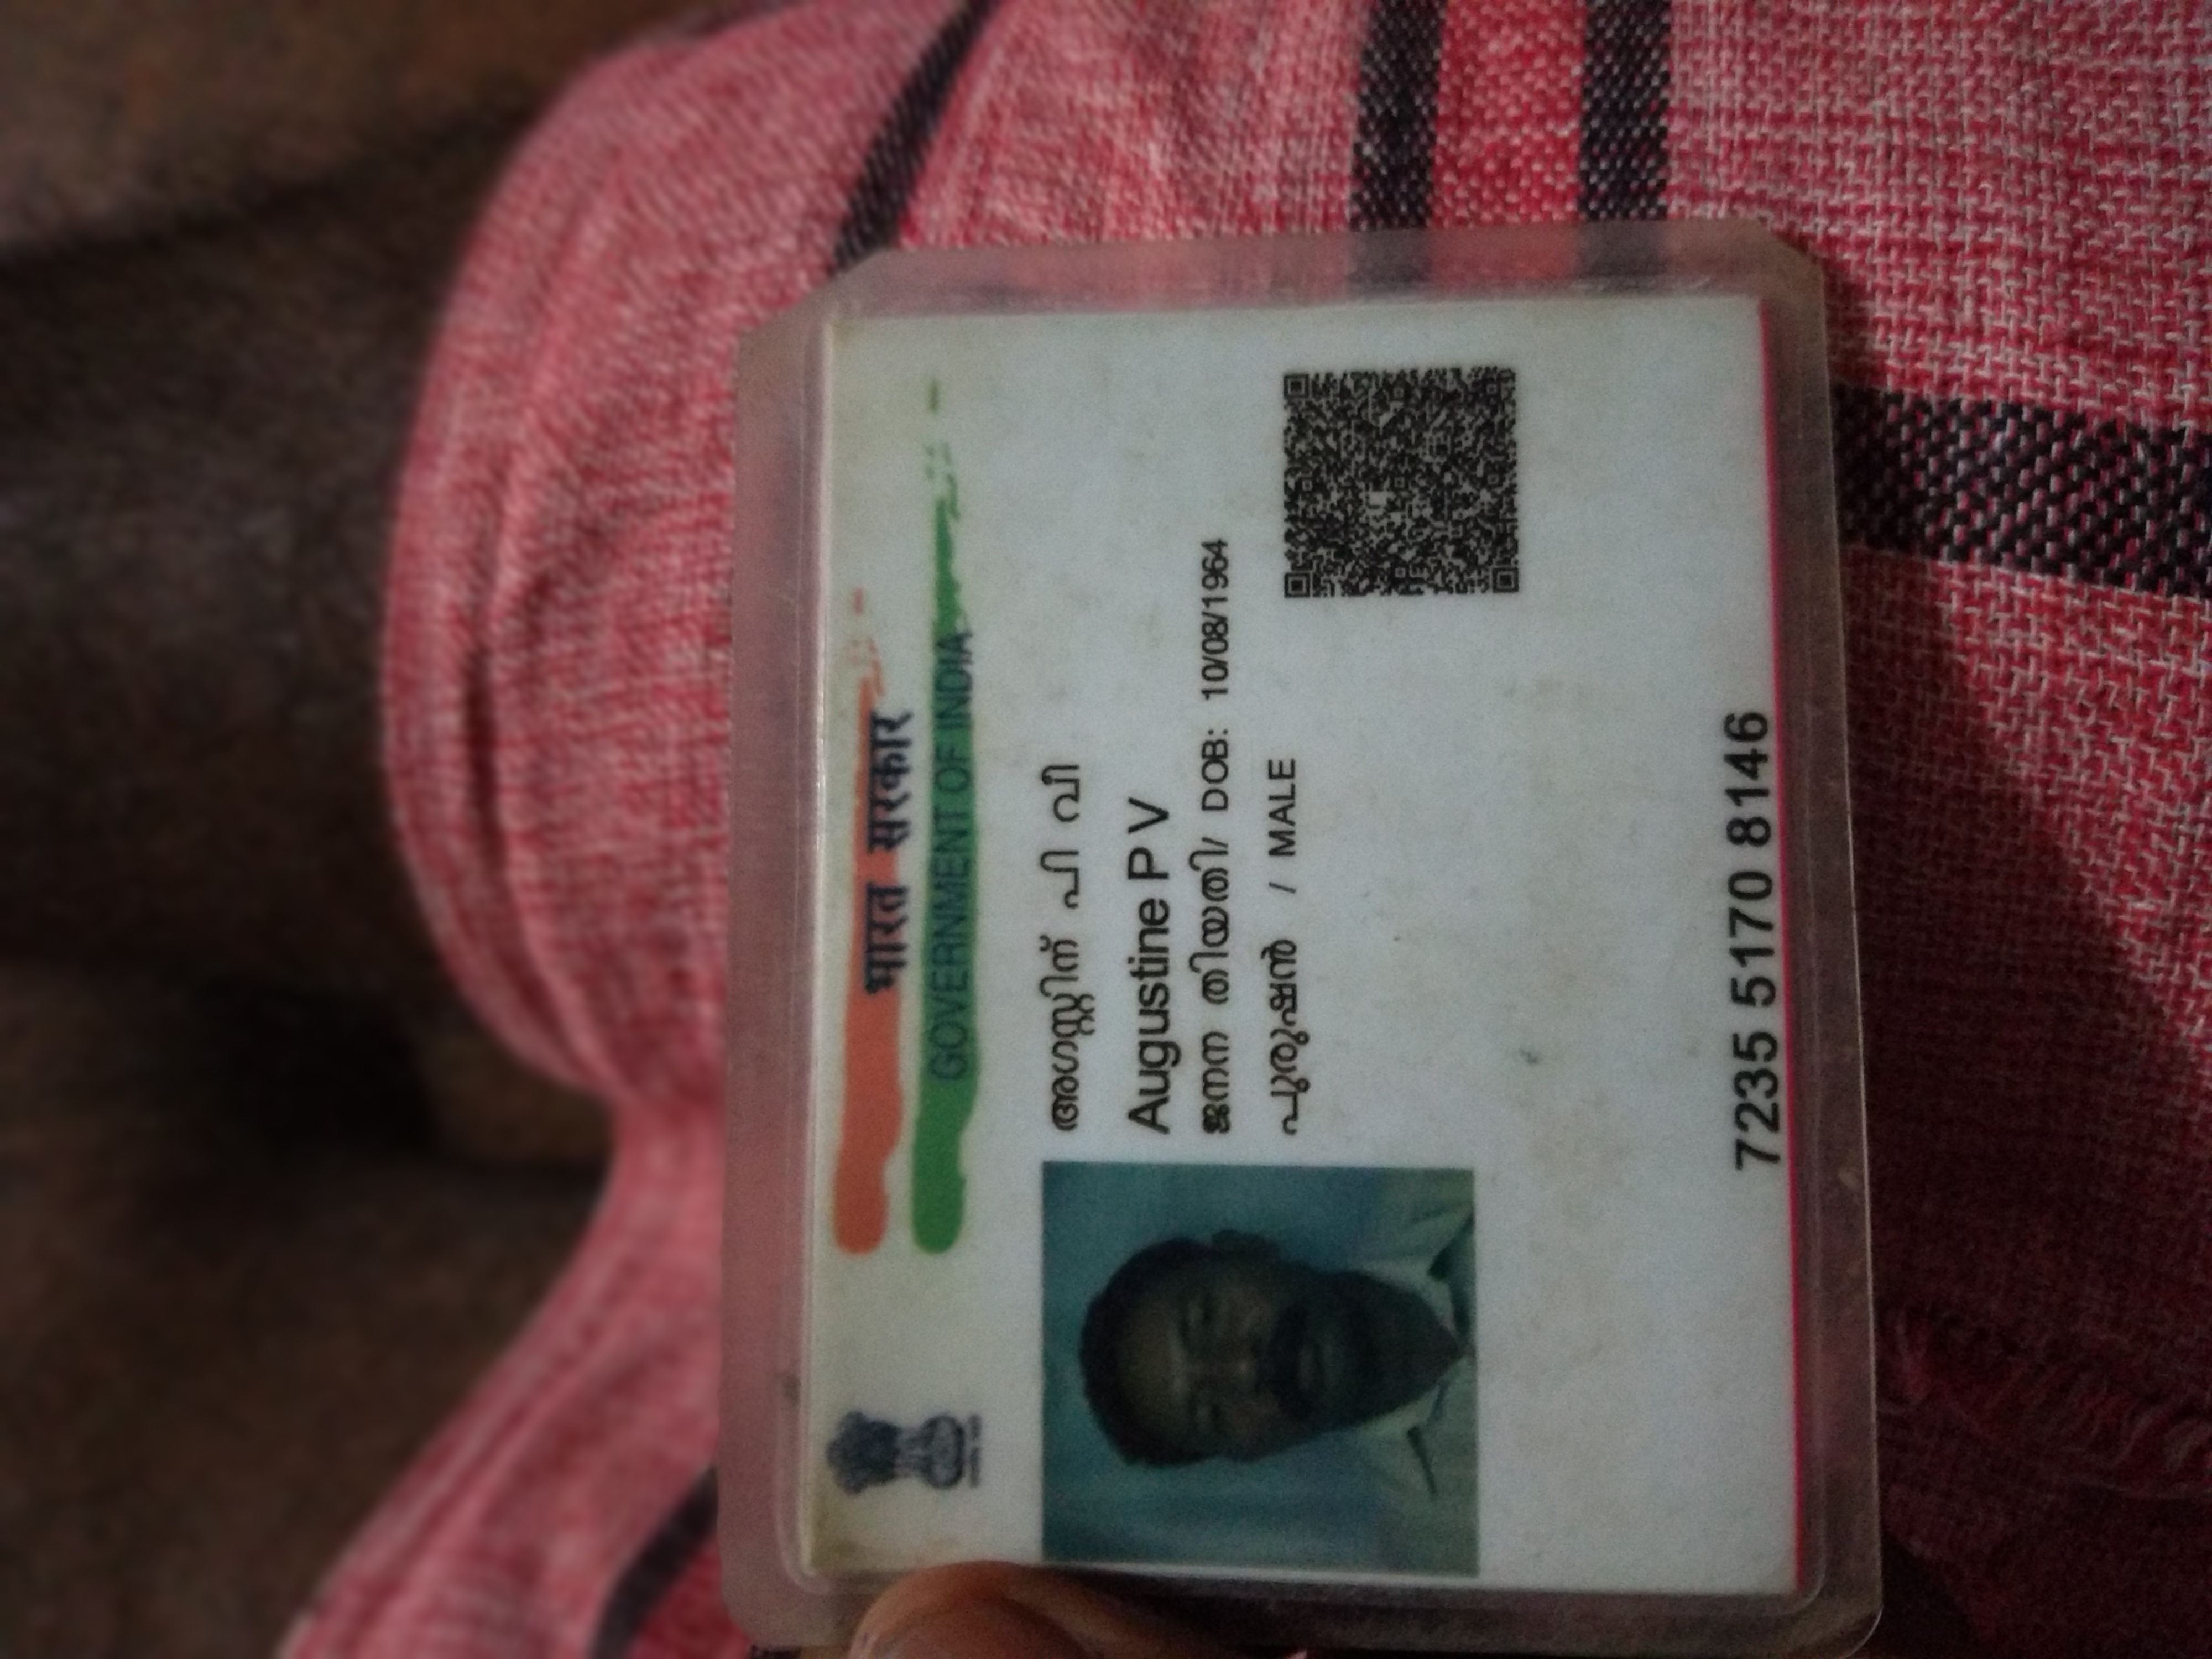 भारत सरकार
GOVERNMENT OF INDIA
അഗസ്റ്റിന് പി വീ
Augustine P V
ജനന തിയതി/ DOB: 10/08/1964
പുരുഷൻ / MALE
7235 5170 8146